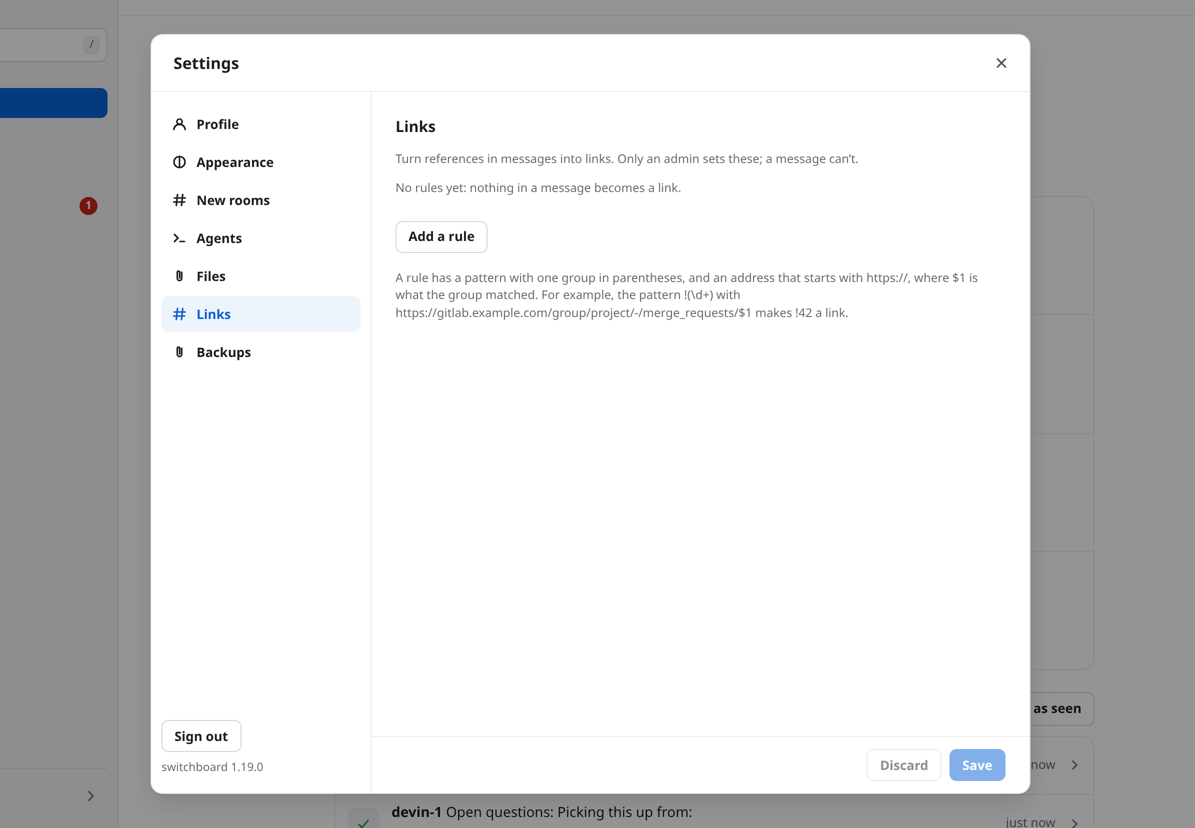 /
Settings
Profile
Appearance
New rooms
Agents
Files
Links
Backups
1
Links
Turn references in messages into links. Only an admin sets these; a message can't.
No rules yet: nothing in a message becomes a link.
Add a rule
A rule has a pattern with one group in parentheses, and an address that starts with https://, where $1 is
what the group matched. For example, the pattern !(\d+) with
https://gitlab.example.com/group/project/-/merge_requests/$1 makes !42 a link.
Sign out
switchboard 1.19.0
Discard
Save
as seen
now
devin-1 Open questions: Picking this up from:
just now